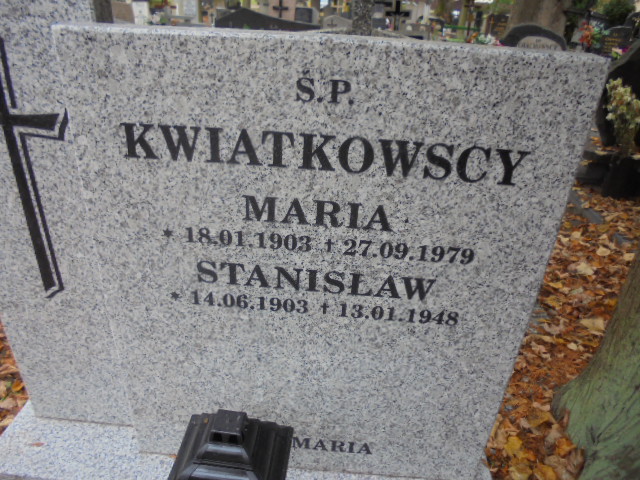 Ś.P.
KWIATKOWSCY
MARIA
* 18.01.1903 † 27.09.1979
STANISŁAW
* 14.06.1903 † 13.01.1948
MARIA